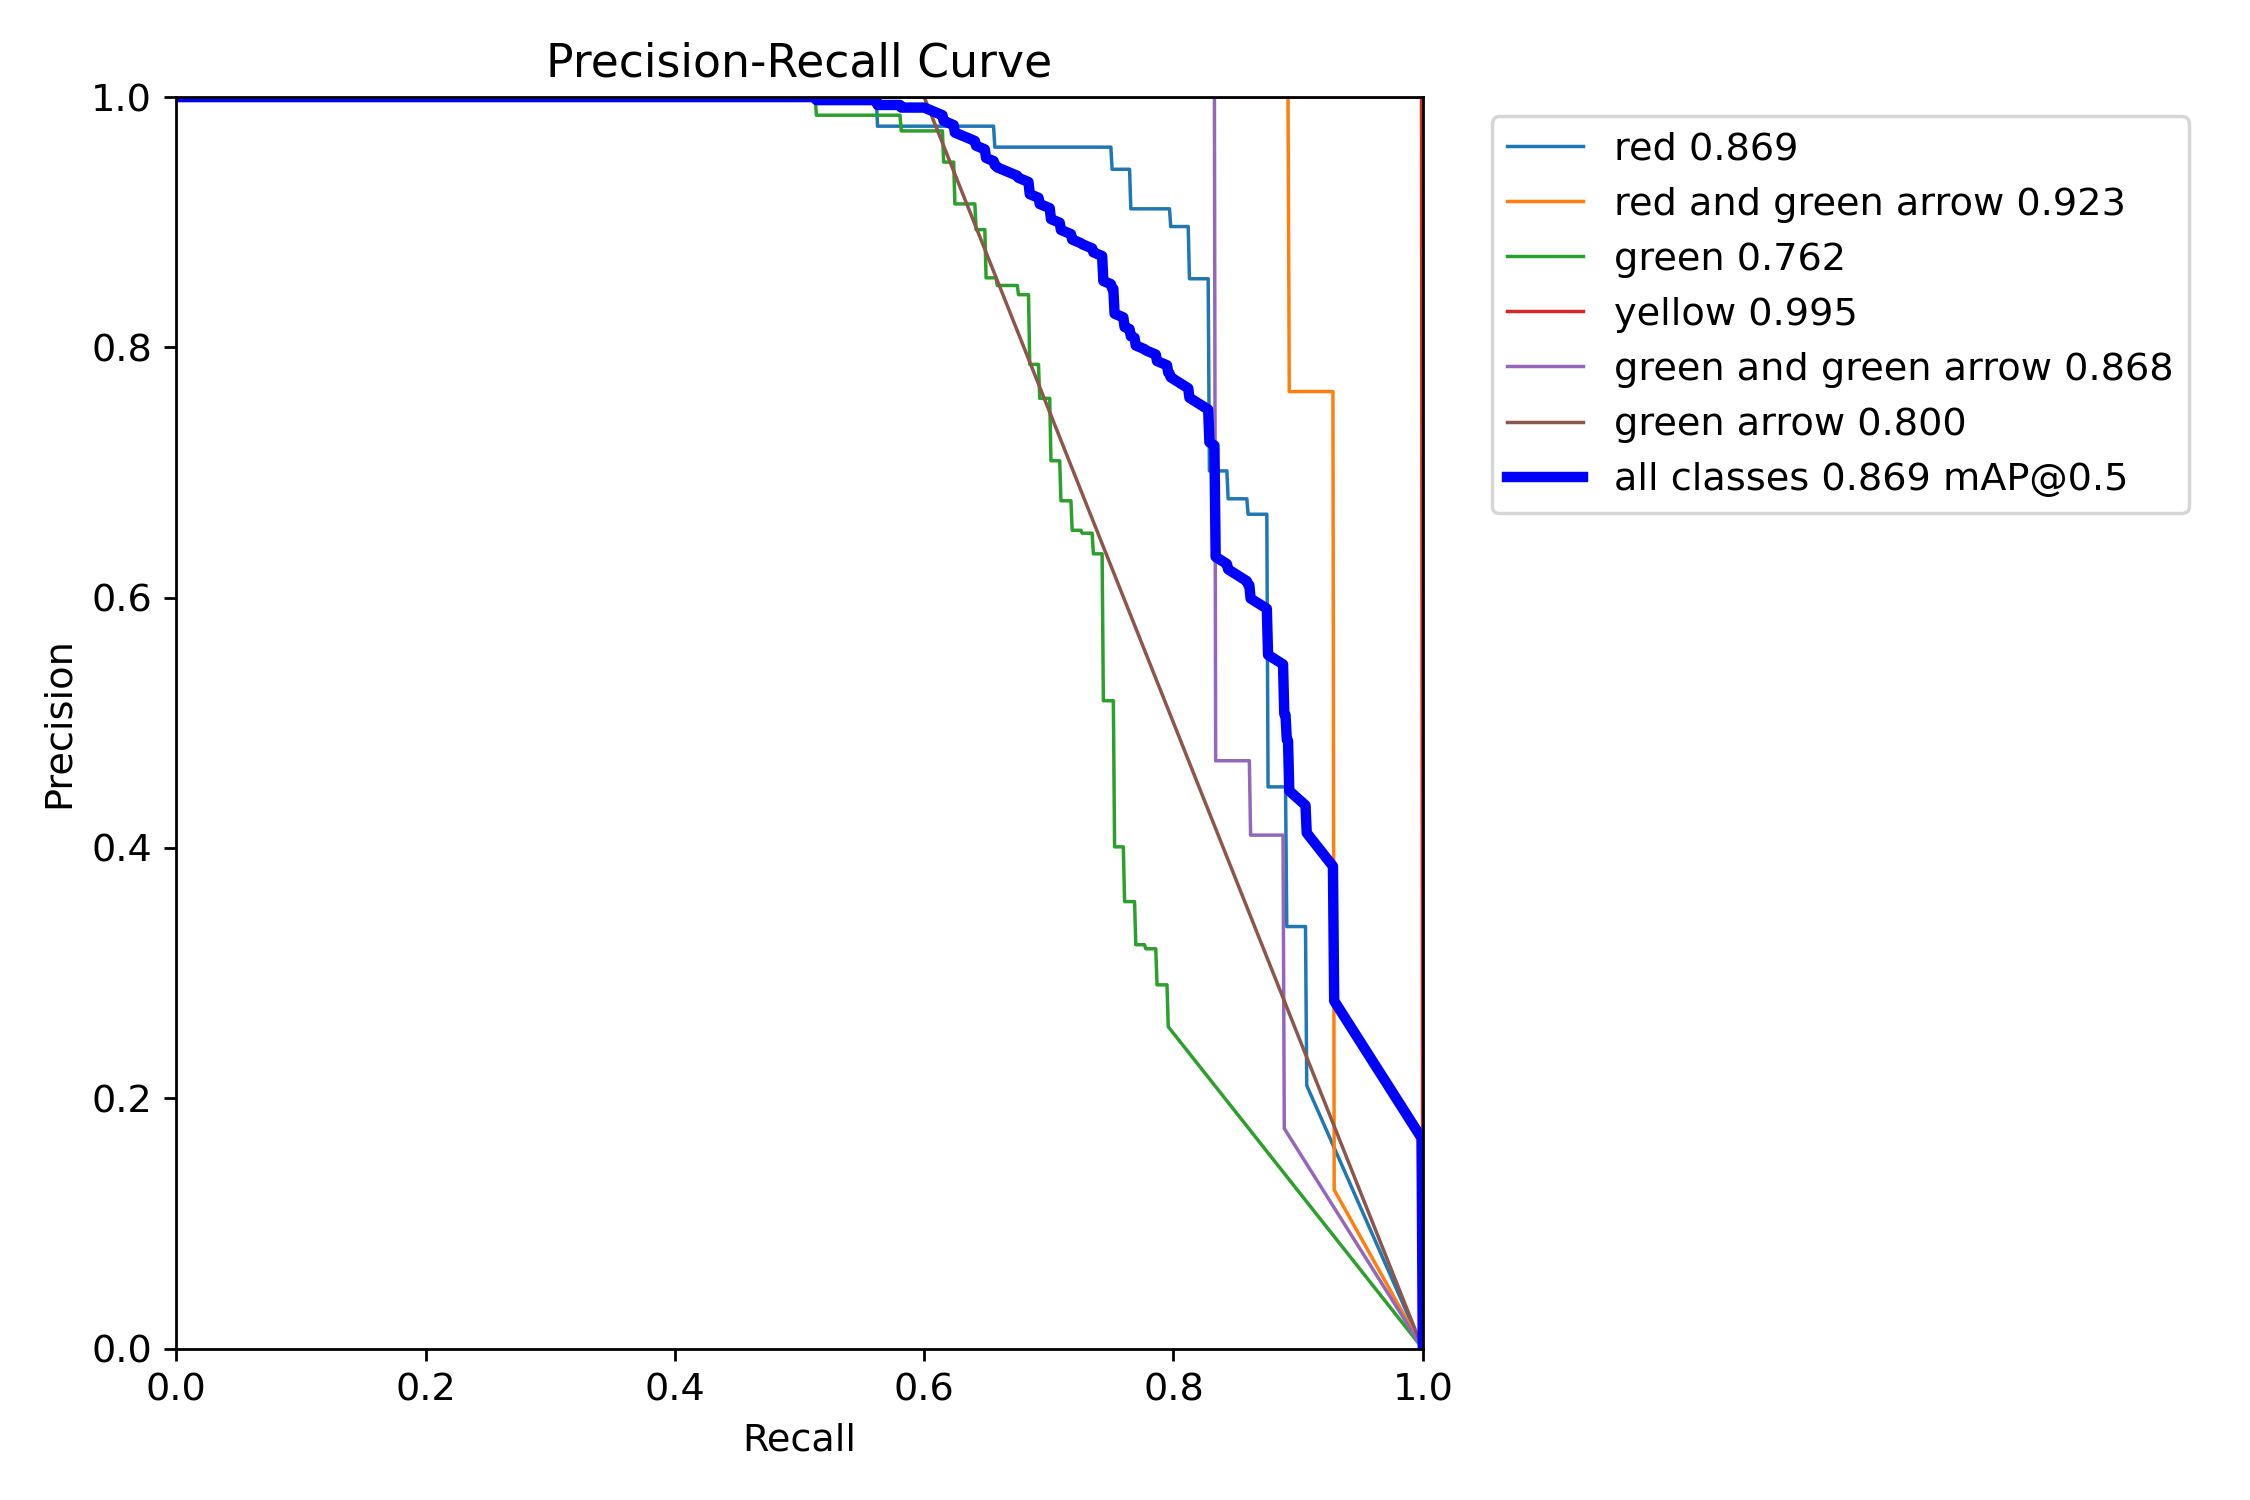 Precision-Recall Curve
1.0
0.8
0.6
0.4
0.2
0.0
Precision
0.0 0.2 0.4 0.6 0.8 1.0
Recall
red 0.869
red and green arrow 0.923
green 0.762
yellow 0.995
green and green arrow 0.868
green arrow 0.800
all classes 0.869 mAP@0.5